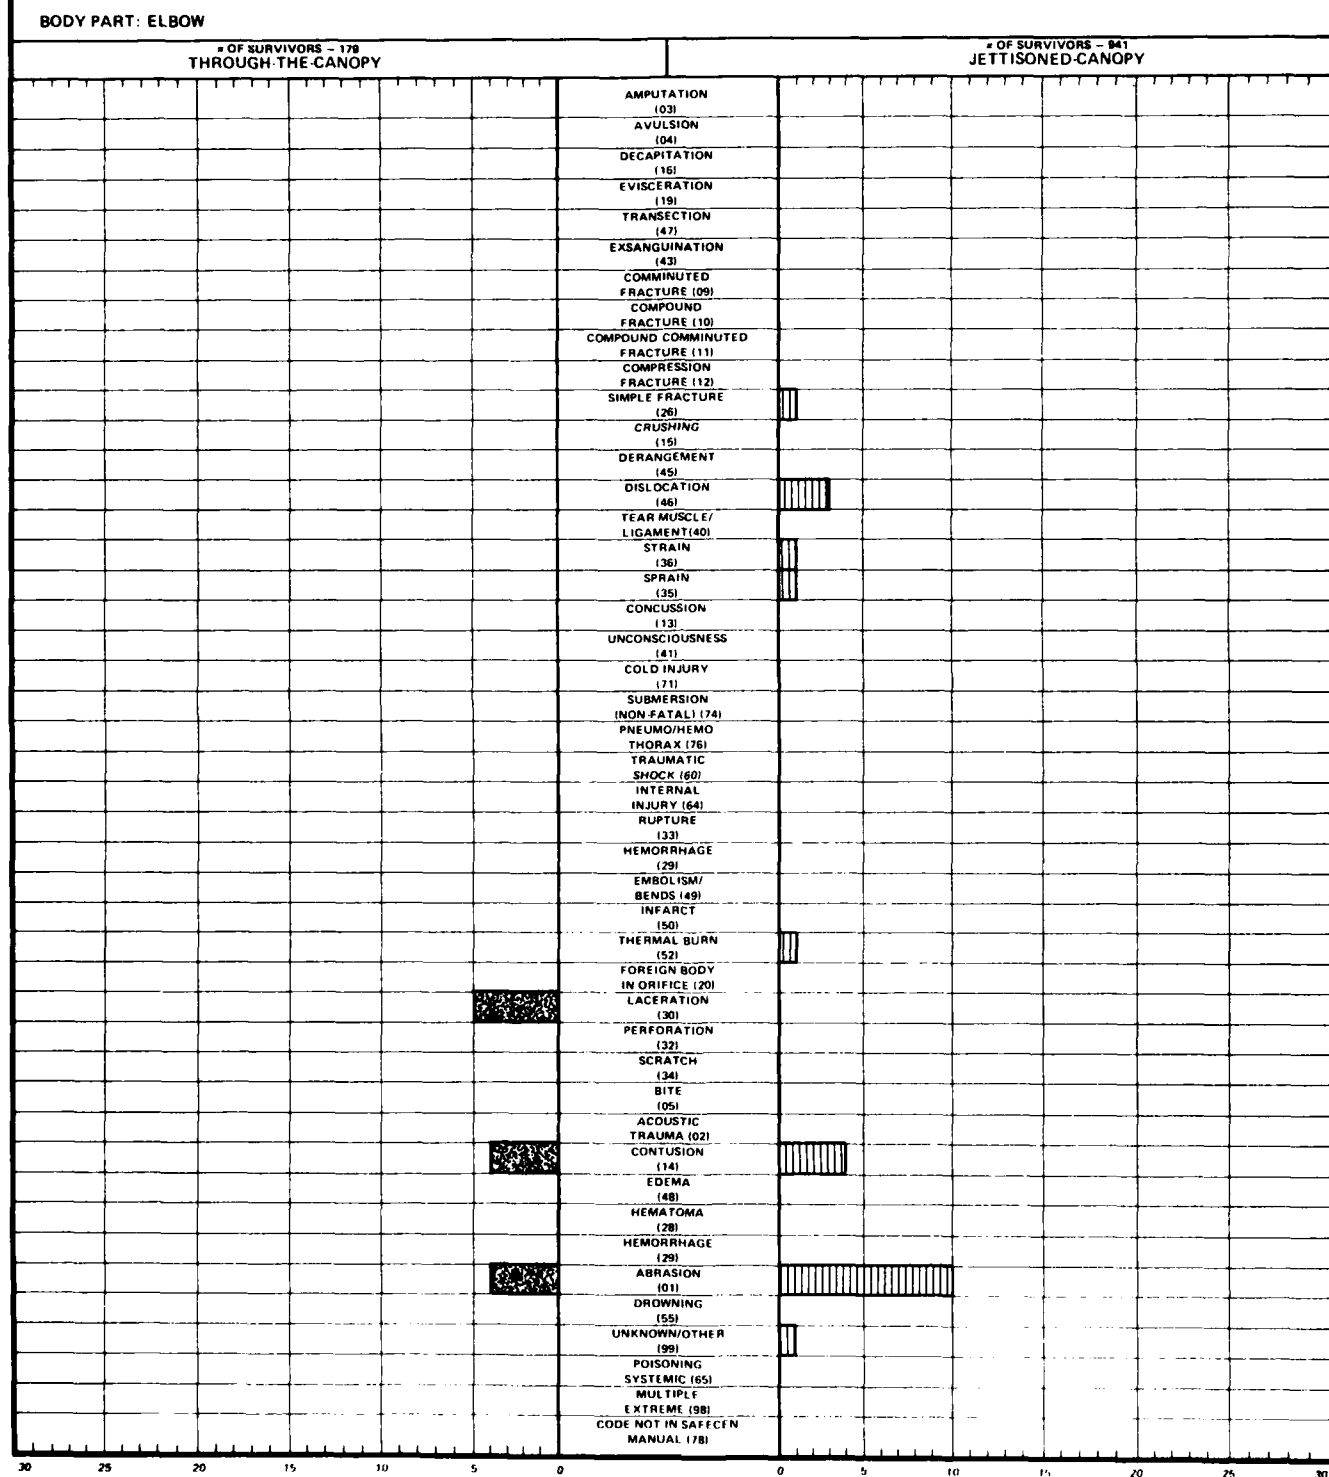 BODY PART: ELBOW
# OF SURVIVORS – 179
THROUGH-THE-CANOPY
# OF SURVIVORS – 941
JETTISONED-CANOPY
AMPUTATION
(03)
AVULSION
(04)
DECAPITATION
(16)
EVISCERATION
(19)
TRANSECTION
(47)
EXSANGUINATION
(43)
COMMINUTED
FRACTURE (09)
COMPOUND
FRACTURE (10)
COMPOUND COMMINUTED
FRACTURE (11)
COMPRESSION
FRACTURE (12)
SIMPLE FRACTURE
(26)
CRUSHING
(15)
DERANGEMENT
(45)
DISLOCATION
(46)
TEAR MUSCLE/
LIGAMENT(40)
STRAIN
(36)
SPRAIN
(35)
CONCUSSION
(13)
UNCONSCIOUSNESS
(41)
COLD INJURY
(71)
SUBMERSION
(NON-FATAL) (74)
PNEUMO/HEMO
THORAX (76)
TRAUMATIC
SHOCK (60)
INTERNAL
INJURY (64)
RUPTURE
(33)
HEMORRHAGE
(29)
EMBOLISM/
BENDS (49)
INFARCT
(50)
THERMAL BURN
(52)
FOREIGN BODY
IN ORIFICE (20)
LACERATION
(30)
PERFORATION
(32)
SCRATCH
(34)
BITE
(05)
ACOUSTIC
TRAUMA (02)
CONTUSION
(14)
EDEMA
(48)
HEMATOMA
(28)
HEMORRHAGE
(29)
ABRASION
(01)
DROWNING
(55)
UNKNOWN/OTHER
(99)
POISONING
SYSTEMIC (65)
MULTIPLE
EXTREME (98)
CODE NOT IN SAFECEN
MANUAL (78)
30 25 20 15 10 5 0 0 5 10 15 20 25 30